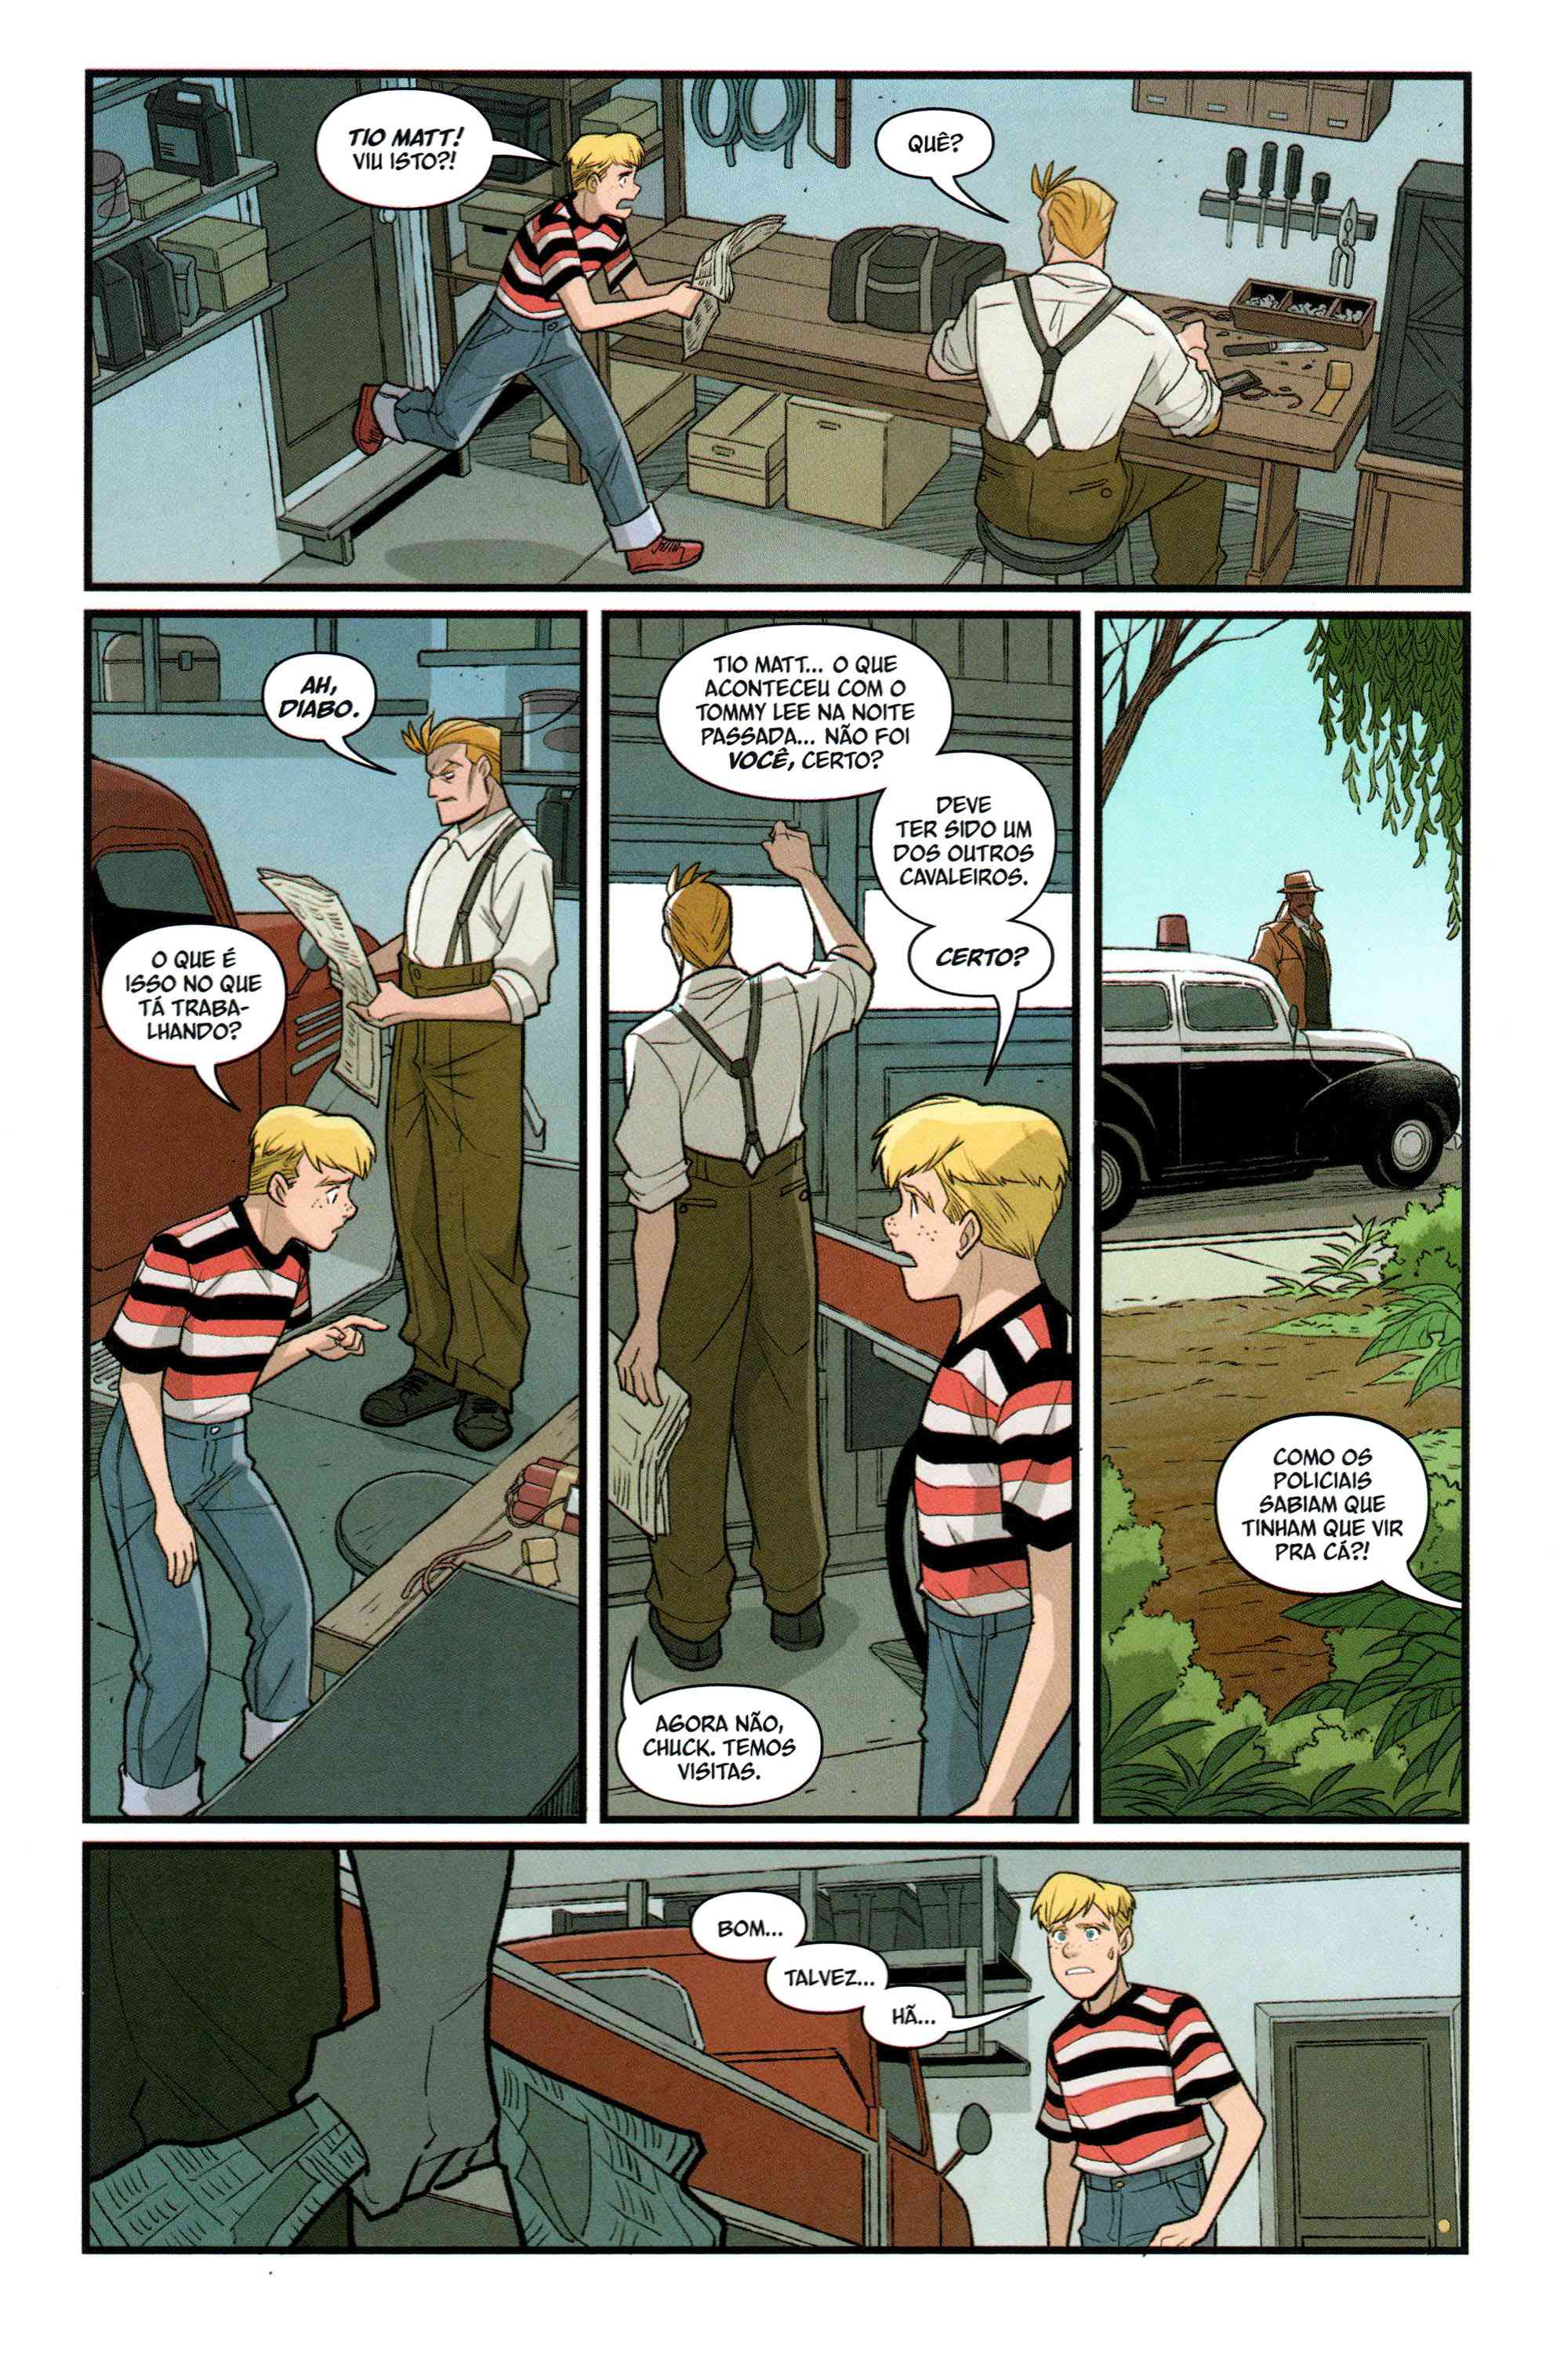 TIO MATT!
VIU ISTO?!
QUÊ?
AH,
DIABO.
O QUE É
ISSO NO QUE
TÁ TRABA-
LHANDO?
TIO MATT... O QUE
ACONTECEU COM O
TOMMY LEE NA NOITE
PASSADA... NÃO FOI
VOCÊ, CERTO?
DEVE
TER SIDO UM
DOS OUTROS
CAVALEIROS.
CERTO?
AGORA NÃO,
CHUCK. TEMOS
VISITAS.
COMO OS
POLICIAIS
SABIAM QUE
TINHAM QUE VIR
PRA CÁ?!
BOM...
TALVEZ...
HÃ...